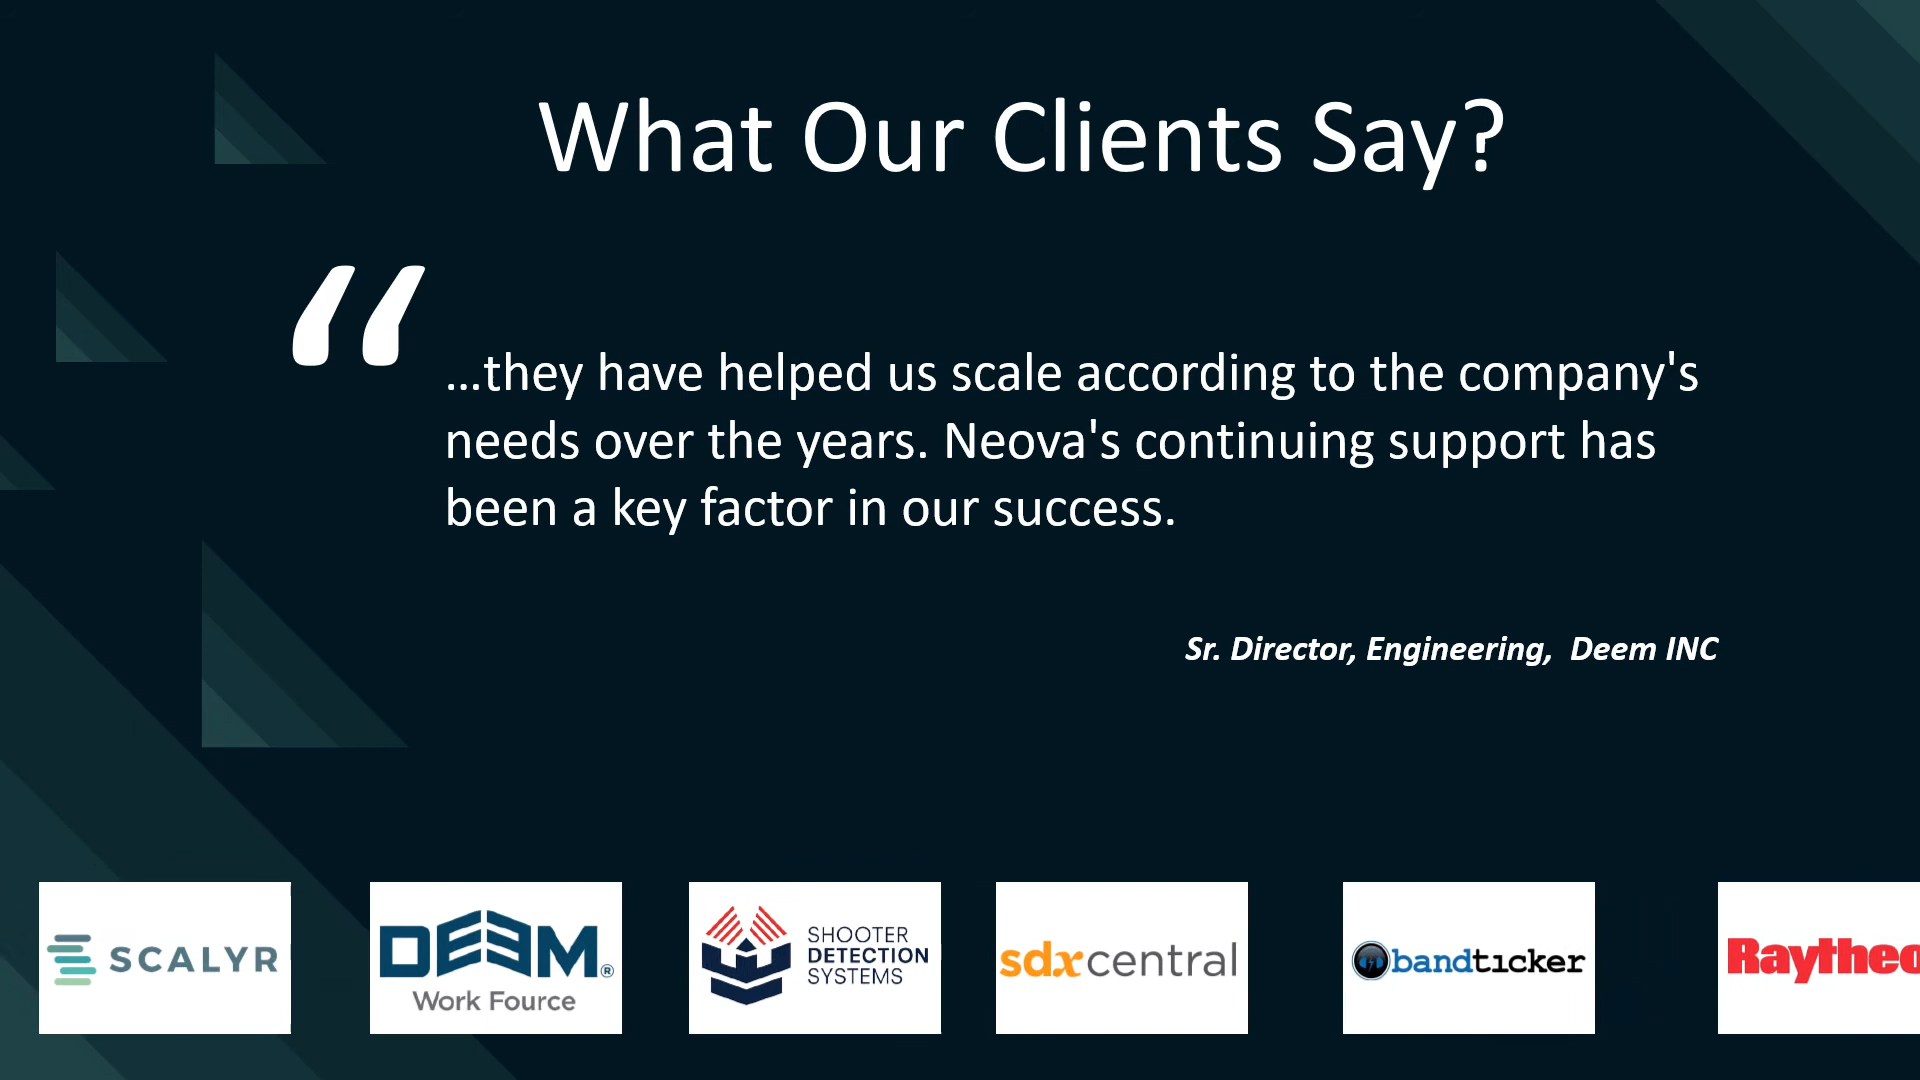 What Our Clients Say?
“
...they have helped us scale according to the company's
needs over the years. Neova's continuing support has
been a key factor in our success.
Sr. Director, Engineering,  Deem INC
SCALYR
DEEM®
Work Fource
SHOOTER
DETECTION
SYSTEMS
sdxcentral
bandticker
Raytheo